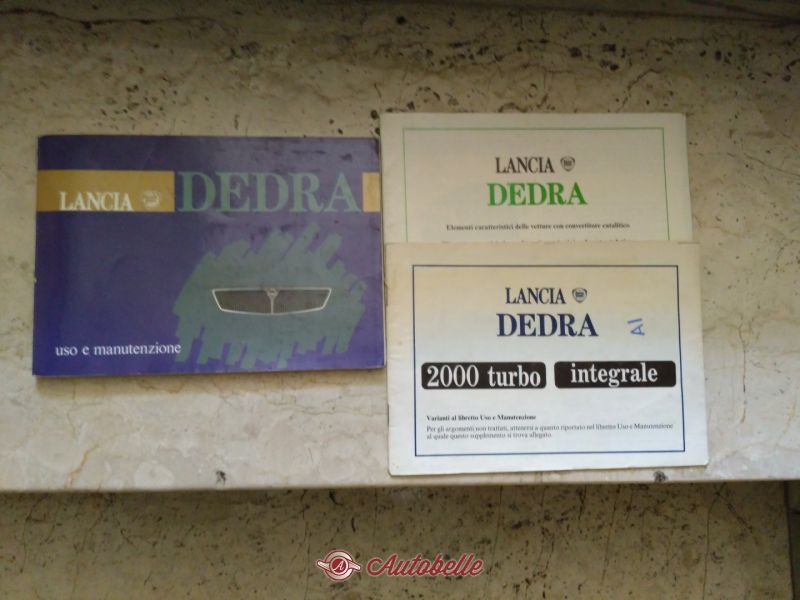 LANCIA DEDRA
uso e manutenzione
LANCIA
DEDRA
Elementi caratteristici delle vetture con convertitore catalitico
LANCIA
DEDRA
AI
2000 turbo integrale
Varianti al libretto Uso e Manutenzione
Per gli argomenti non trattati, attenersi a quanto riportato nel libretto Uso e Manutenzione
al quale questo supplemento si trova allegato.
Autobelle